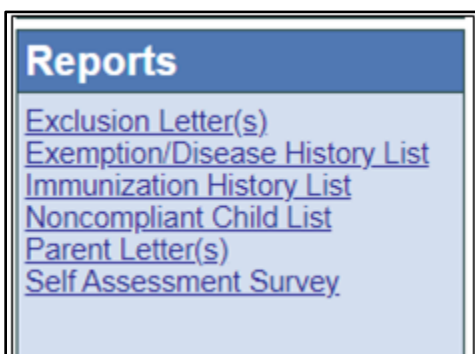 Reports
Exclusion Letter(s)
Exemption/Disease History List
Immunization History List
Noncompliant Child List
Parent Letter(s)
Self Assessment Survey